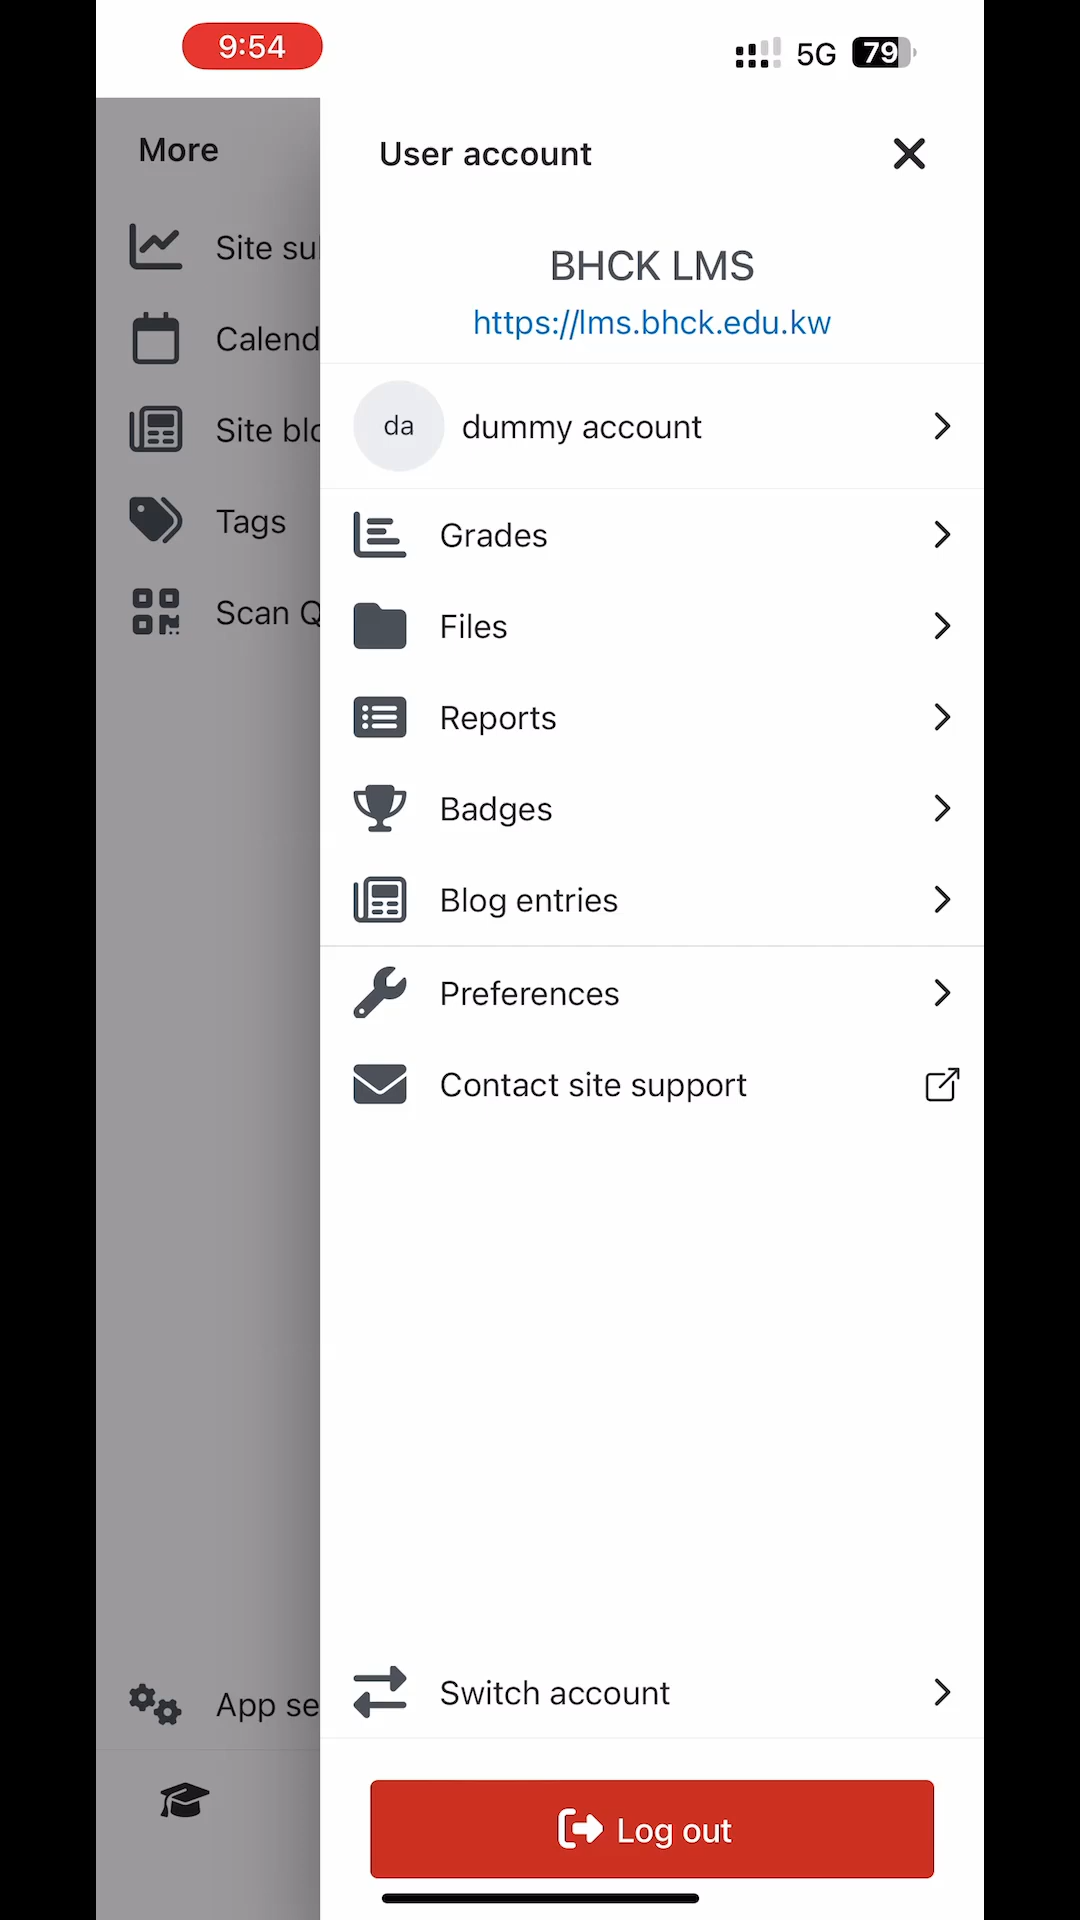 9:54
5G 79
More
User account
Site su
BHCK LMS
https://lms.bhck.edu.kw
Calend
da
dummy account
Site blo
Tags
Grades
Scan Q
Files
Reports
Badges
Blog entries
Preferences
Contact site support
Switch account
App se
Log out